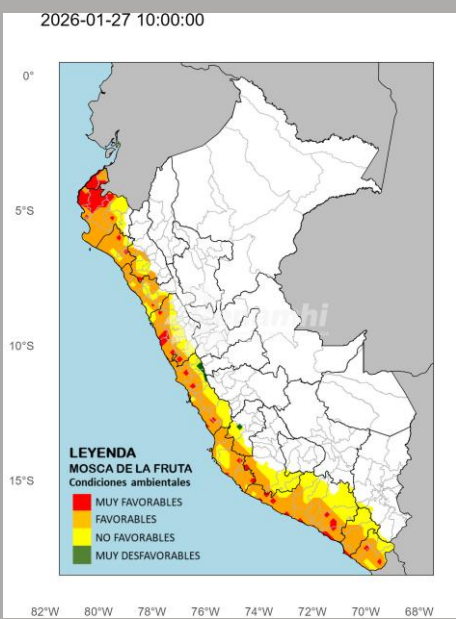 2026-01-27 10:00:00
0°
5°S
10°S
15°S
LEYENDA
MOSCA DE LA FRUTA
Condiciones ambientales
MUY FAVORABLES
FAVORABLES
NO FAVORABLES
MUY DESFAVORABLES
82°W 80°W 78°W 76°W 74°W 72°W 70°W 68°W